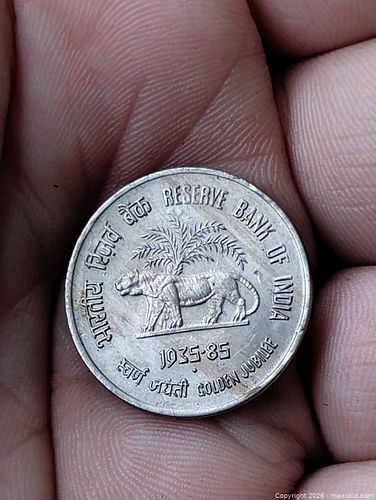 भारतीय रिज़र्व बैंक RESERVE BANK OF INDIA
1935-85
स्वर्ण जयंती GOLDEN JUBILEE
Copyright 2026 - maxsold.com